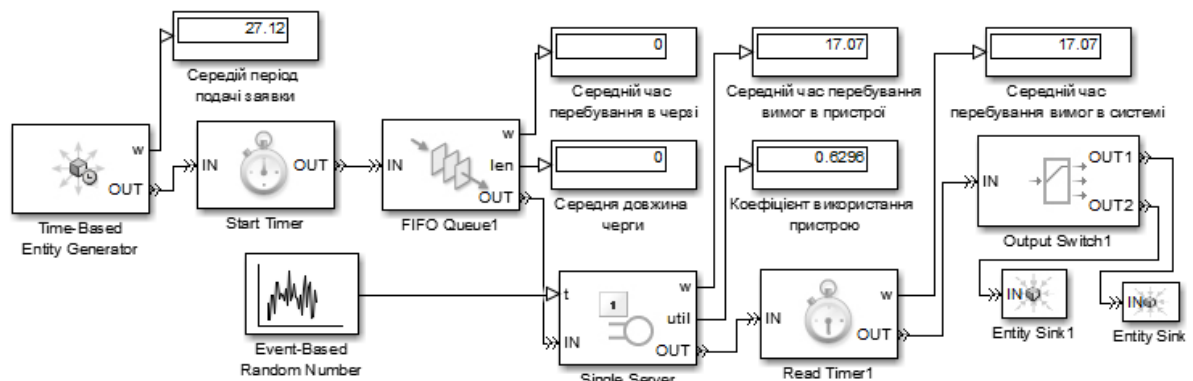 27.12
Середій період
подачі заявки
0
Середній час
перебування в черзі
17.07
Середній час перебування
вимог в пристрої
17.07
Середній час
перебування вимог в системі
w
OUT
Time-Based
Entity Generator
IN
OUT
Start Timer
IN
w
len
OUT
FIFO Queue1
0
Середня довжина
черги
0.6296
Коефіцієнт використання
пристрою
IN
OUT1
OUT2
Output Switch1
Event-Based
Random Number
t
IN
1
w
util
OUT
Single Server
IN
w
OUT
Read Timer1
IN
Entity Sink1
IN
Entity Sink